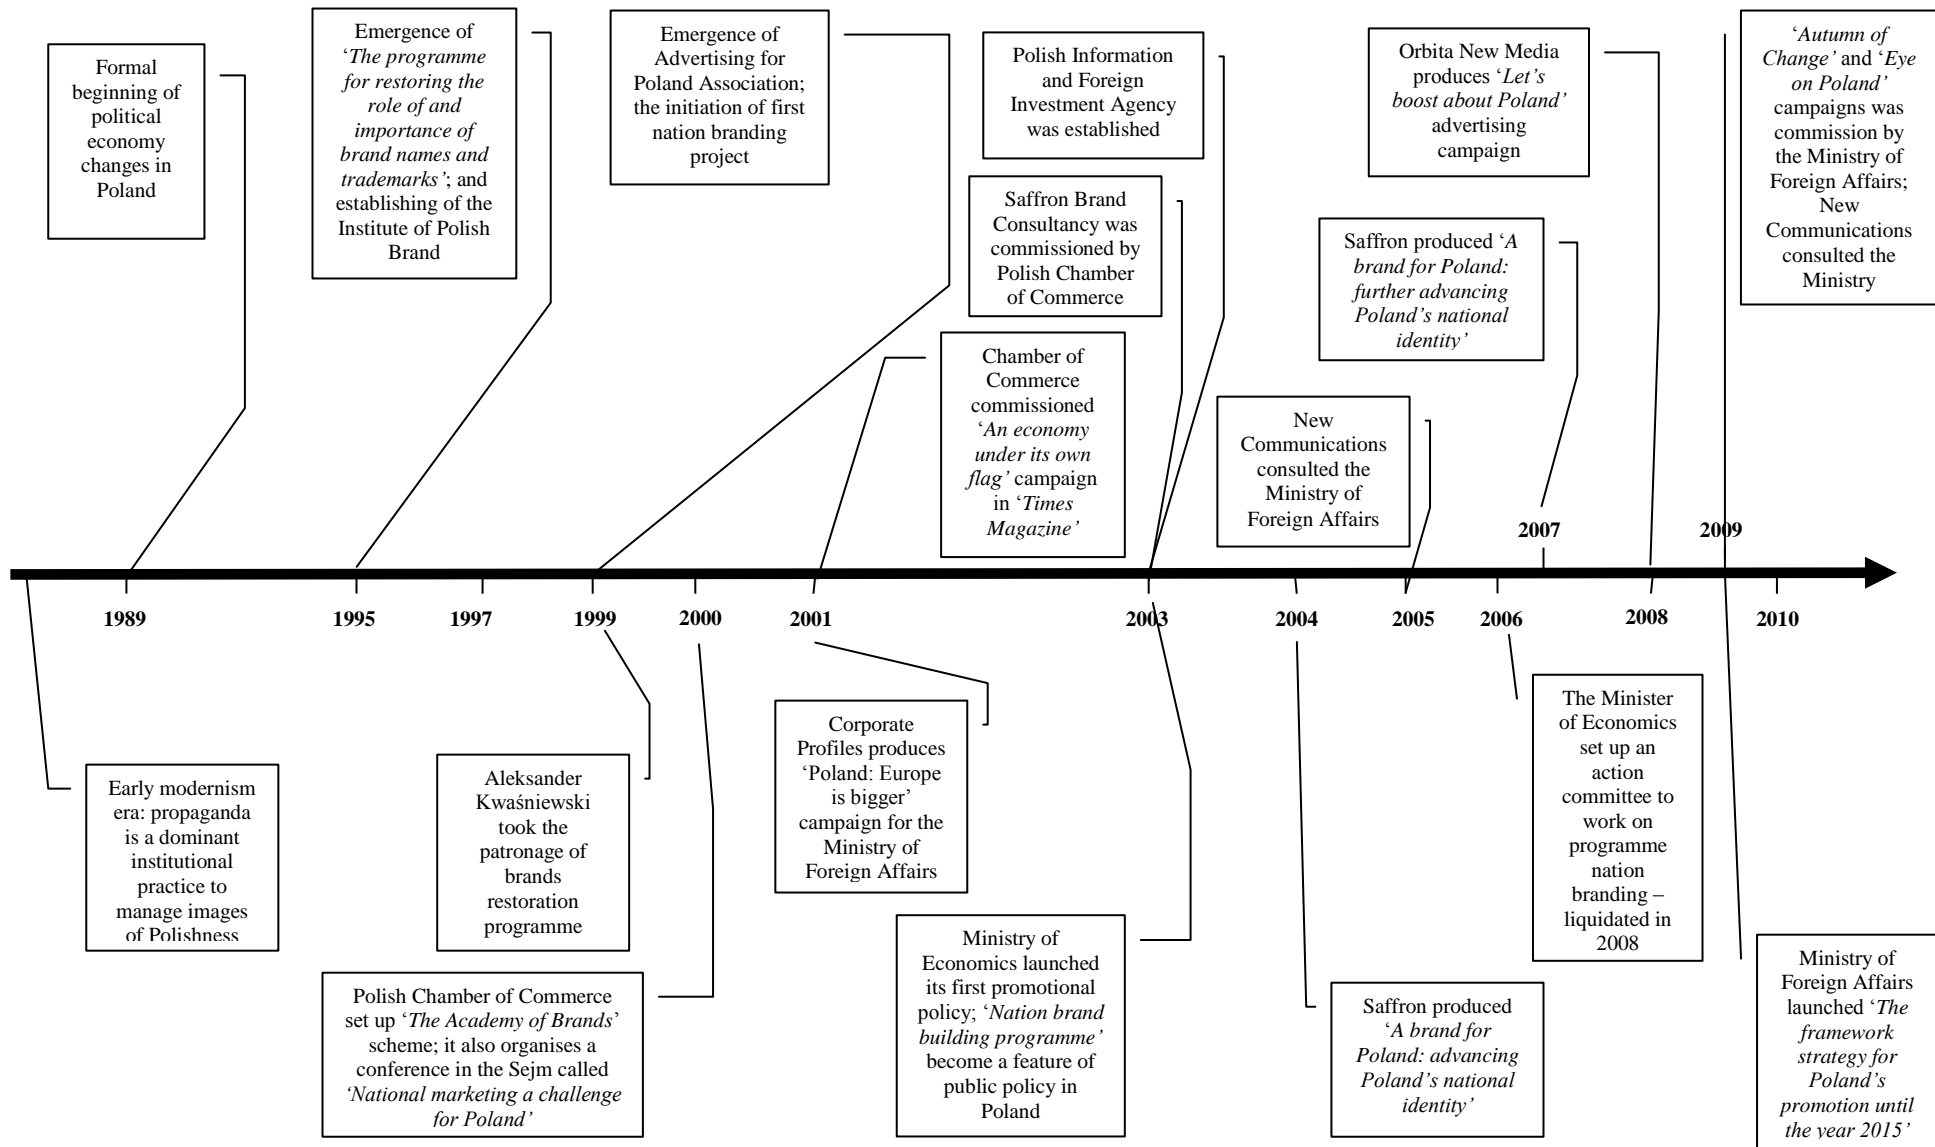 Formal
beginning of
political
economy
changes in
Poland
Emergence of
‘The programme
for restoring the
role of and
importance of
brand names and
trademarks’; and
establishing of the
Institute of Polish
Brand
Emergence of
Advertising for
Poland Association;
the initiation of first
nation branding
project
Polish Information
and Foreign
Investment Agency
was established
Saffron Brand
Consultancy was
commissioned by
Polish Chamber
of Commerce
Chamber of
Commerce
commissioned
‘An economy
under its own
flag’ campaign
in ‘Times
Magazine’
Orbita New Media
produces ‘Let’s
boost about Poland’
advertising
campaign
Saffron produced ‘A
brand for Poland:
further advancing
Poland’s national
identity’
New
Communications
consulted the
Ministry of
Foreign Affairs
‘Autumn of
Change’ and ‘Eye
on Poland’
campaigns was
commission by
the Ministry of
Foreign Affairs;
New
Communications
consulted the
Ministry
2007
2009
1989
1995
1997
1999
2000
2001
2003
2004
2005
2006
2008
2010
Early modernism
era: propaganda
is a dominant
institutional
practice to
manage images
of Polishness
Aleksander
Kwaśniewski
took the
patronage of
brands
restoration
programme
Polish Chamber of Commerce
set up ‘The Academy of Brands’
scheme; it also organises a
conference in the Sejm called
‘National marketing a challenge
for Poland’
Corporate
Profiles produces
‘Poland: Europe
is bigger’
campaign for the
Ministry of
Foreign Affairs
Ministry of
Economics launched
its first promotional
policy; ‘Nation brand
building programme’
become a feature of
public policy in
Poland
Saffron produced
‘A brand for
Poland: advancing
Poland’s national
identity’
The Minister
of Economics
set up an
action
committee to
work on
programme
nation
branding –
liquidated in
2008
Ministry of
Foreign Affairs
launched ‘The
framework
strategy for
Poland’s
promotion until
the year 2015’